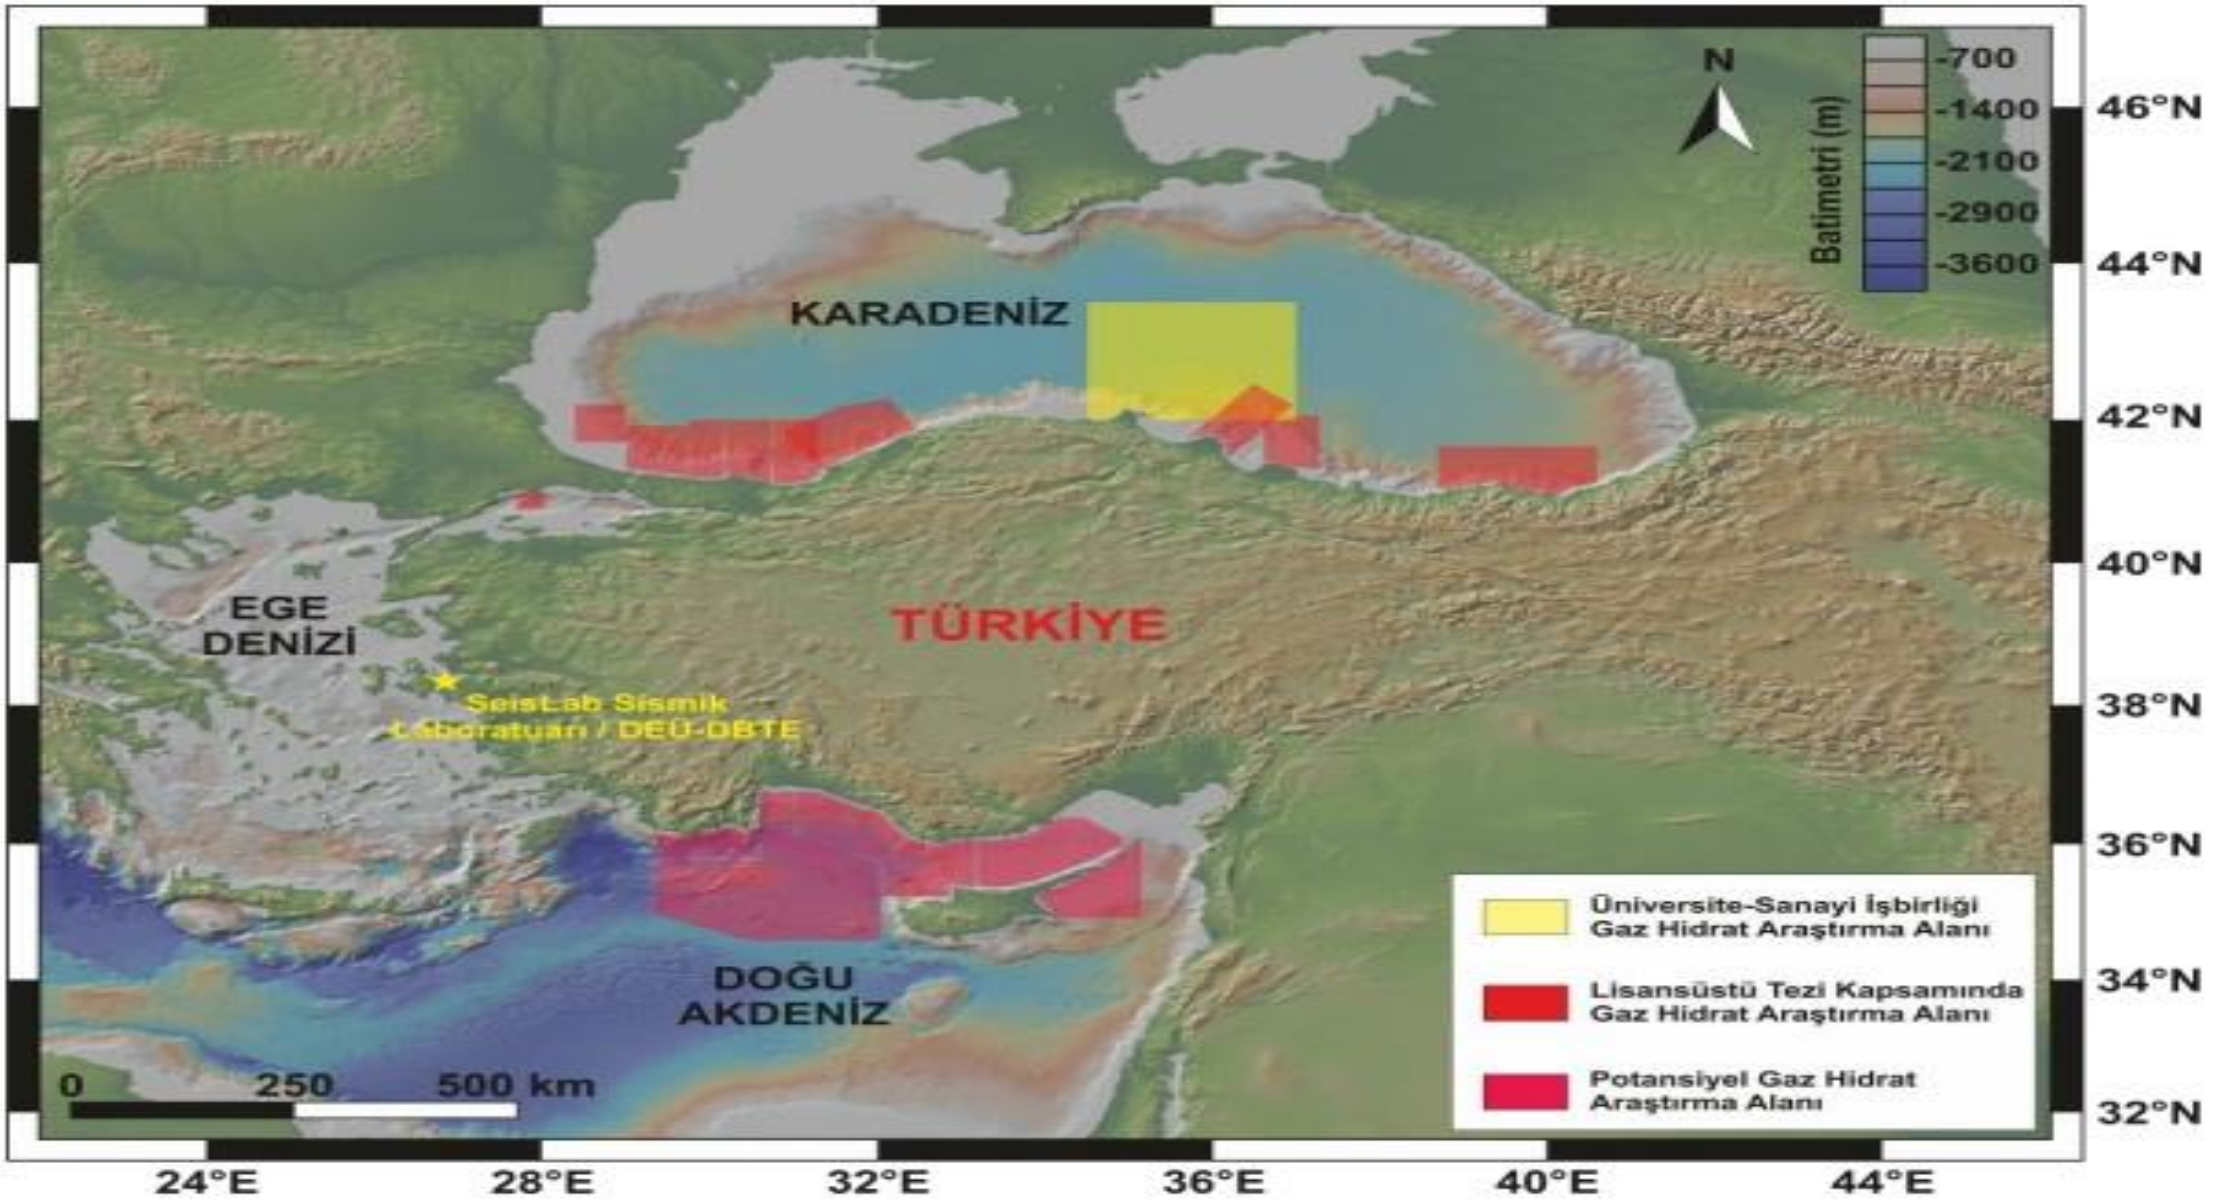 N
-700
-1400
-2100
-2900
-3600
Batimetri (m)
46°N
44°N
42°N
40°N
38°N
36°N
34°N
32°N
KARADENİZ
EGE
DENİZİ
TÜRKİYE
SeisLab Sismik
Laboratuarı / DEÜ-DBTE
DOĞU
AKDENİZ
Üniversite-Sanayi İşbirliği
Gaz Hidrat Araştırma Alanı
Lisansüstü Tezi Kapsamında
Gaz Hidrat Araştırma Alanı
Potansiyel Gaz Hidrat
Araştırma Alanı
0 250 500 km
24°E 28°E 32°E 36°E 40°E 44°E